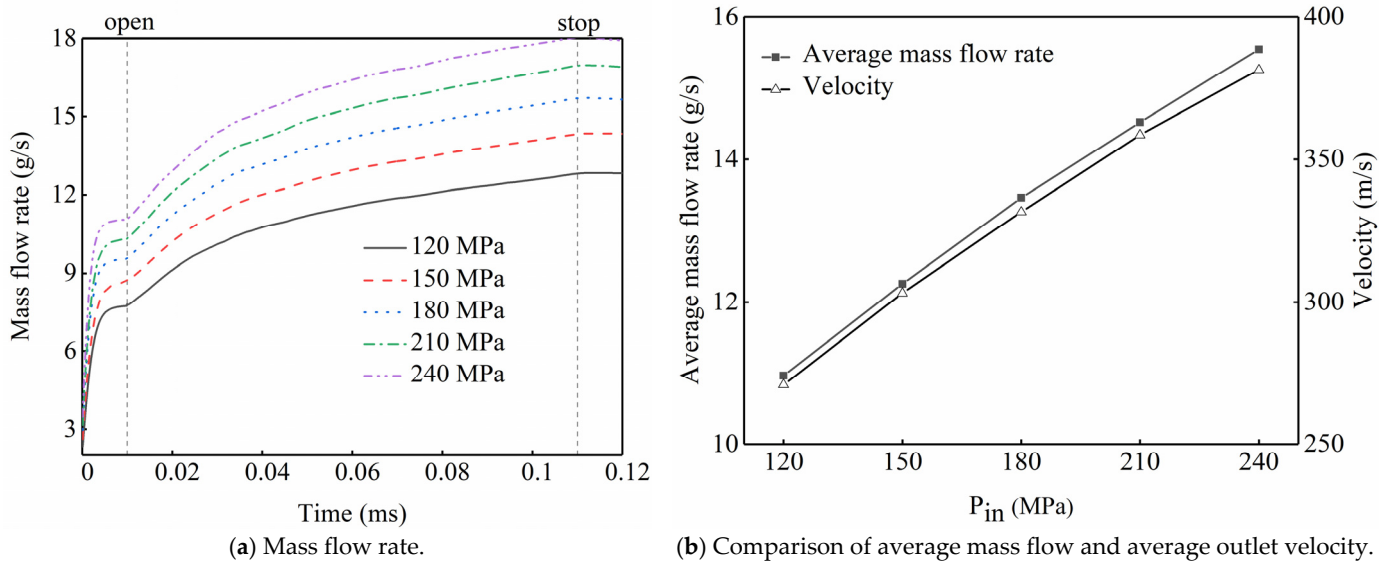 open
stop
Mass flow rate (g/s)
18
15
12
9
6
3
120 MPa
150 MPa
180 MPa
210 MPa
240 MPa
0
0.02
0.04
0.06
0.08
0.1
0.12
Time (ms)
(a) Mass flow rate.
Average mass flow rate (g/s)
16
14
12
10
Average mass flow rate
Velocity
400
350
300
250
Velocity (m/s)
120
150
180
210
240
Pin (MPa)
(b) Comparison of average mass flow and average outlet velocity.